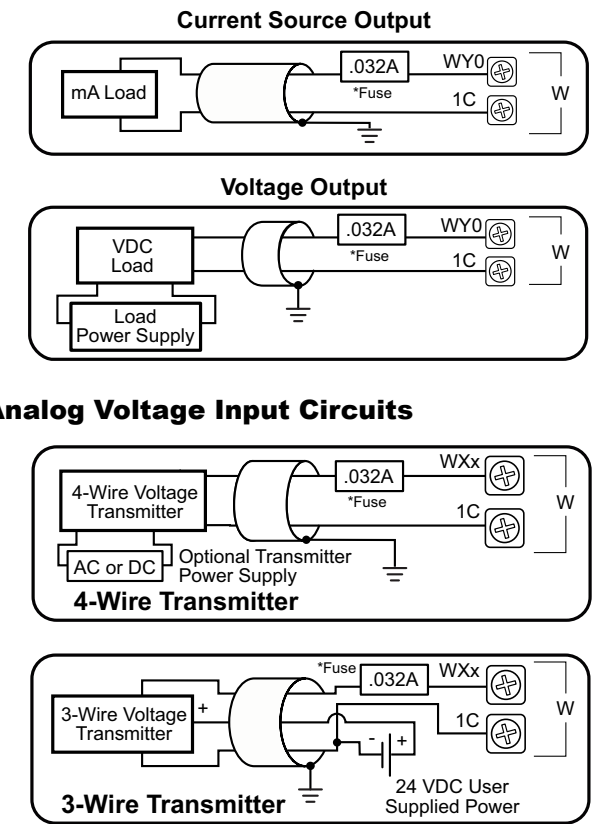 Current Source Output
mA Load
.032A
*Fuse
WY0
1C
W
Voltage Output
VDC
Load
Load
Power Supply
.032A
*Fuse
WY0
1C
W
nalog Voltage Input Circuits
4-Wire Voltage
Transmitter
AC or DC
Optional Transmitter
Power Supply
4-Wire Transmitter
.032A
*Fuse
WXx
1C
W
3-Wire Voltage
Transmitter
+
*Fuse
.032A
WXx
1C
W
- +
24 VDC User
Supplied Power
3-Wire Transmitter